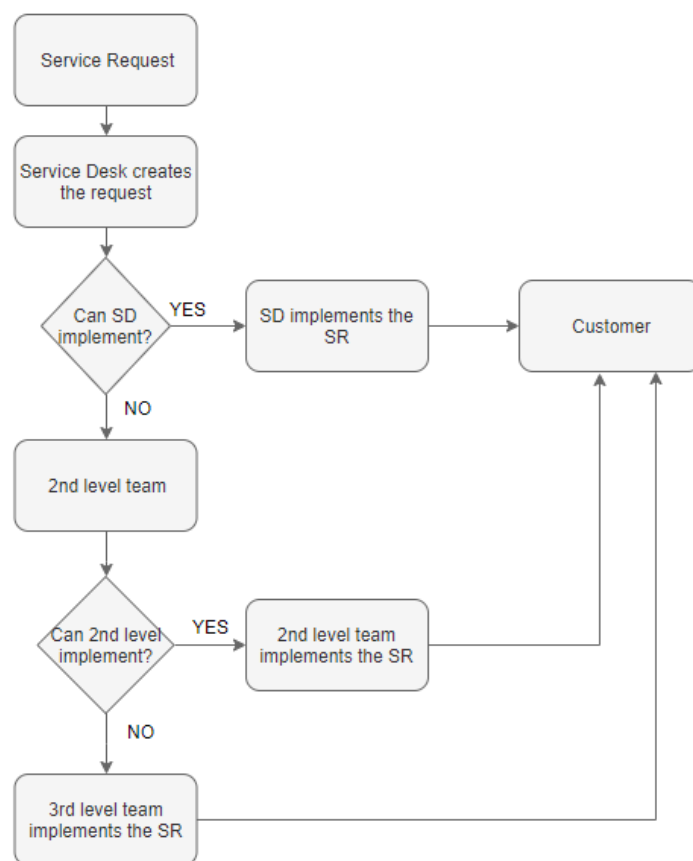 Service Request
Service Desk creates
the request
Can SD
implement?
YES
SD implements the
SR
Customer
NO
2nd level team
Can 2nd level
implement?
YES
2nd level team
implements the SR
NO
3rd level team
implements the SR